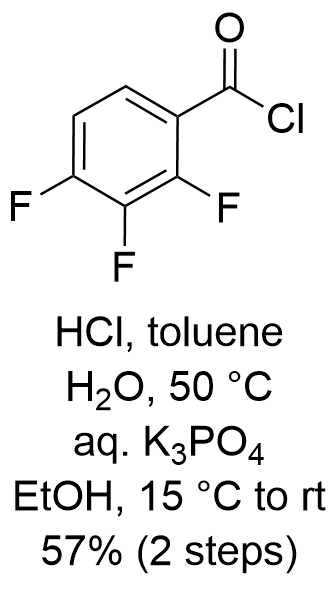 O
Cl
F
F
F
HCl, toluene
H₂O, 50 °C
aq. K₃PO₄
EtOH, 15 °C to rt
57% (2 steps)